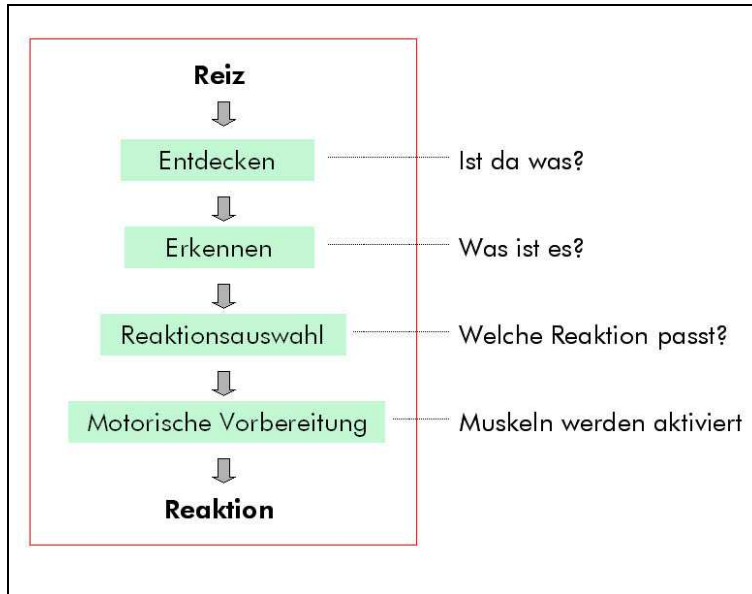 Reiz
Entdecken
Ist da was?
Erkennen
Was ist es?
Reaktionsauswahl
Welche Reaktion passt?
Motorische Vorbereitung
Muskeln werden aktiviert
Reaktion